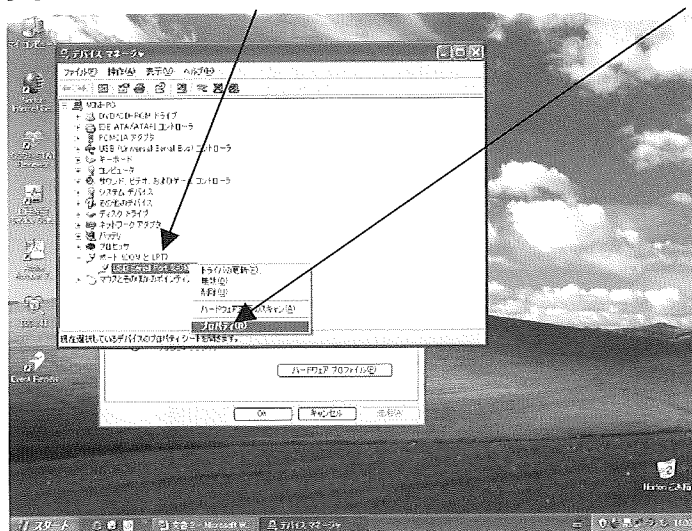 デバイス マネージャ
ファイル(F) 操作(A) 表示(V) ヘルプ(H)
DVD/CD-ROM ドライブ
IDE ATA/ATAPI コントローラ
PCMCIA アダプタ
USB (Universal Serial Bus) コントローラ
キーボード
コンピュータ
サウンド、ビデオ、およびゲーム コントローラ
システム デバイス
その他のデバイス
ディスク ドライブ
ネットワーク アダプタ
バッテリ
プロセッサ
ポート (COM と LPT)
USB Serial Port
マウスとそのほかのポインティ
ドライバの更新(P)
無効(D)
削除(U)
ハードウェア のスキャン(A)
プロパティ(R)
現在選択しているデバイスのプロパティ シートを開きます。
ハードウェア プロファイル(P)
OK キャンセル 適用(A)
スタート 文書 2 - Microsoft W... デバイス マネージャ